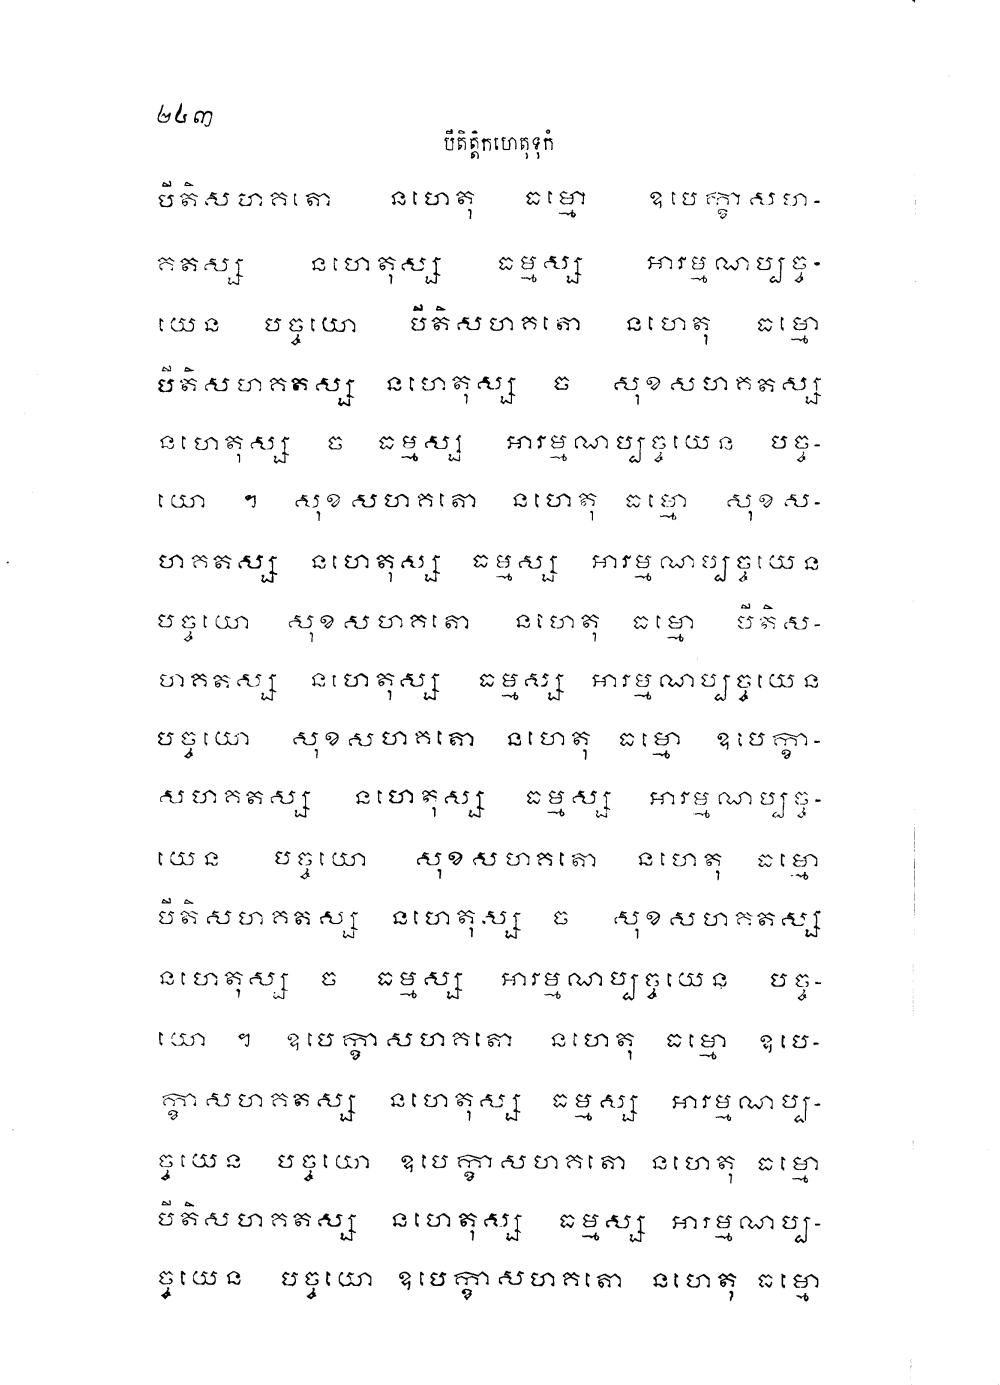 ២៤៣
បីតិត្តិកហេតុទុកំ
បីតិសហកតោ នហេតុ ធម្មោ ឧបេក្ខាសហ-
កតស្ស នហេតុស្ស ធម្មស្ស អារម្មណប្បច្ច-
យេន បច្ចយោ បីតិសហកតោ នហេតុ ធម្មោ
បីតិសហកតស្ស នហេតុស្ស ច សុខសហកតស្ស
នហេតុស្ស ច ធម្មស្ស អារម្មណប្បច្ចយេន បច្ច-
យោ ។ សុខសហកតោ នហេតុ ធម្មោ សុខស-
ហកតស្ស នហេតុស្ស ធម្មស្ស អារម្មណប្បច្ចយេន
បច្ចយោ សុខសហកតោ នហេតុ ធម្មោ បីតិស-
ហកតស្ស នហេតុស្ស ធម្មស្ស អារម្មណប្បច្ចយេន
បច្ចយោ សុខសហកតោ នហេតុ ធម្មោ ឧបេក្ខា-
សហកតស្ស នហេតុស្ស ធម្មស្ស អារម្មណប្បច្ច-
យេន បច្ចយោ សុខសហកតោ នហេតុ ធម្មោ
បីតិសហកតស្ស នហេតុស្ស ច សុខសហកតស្ស
នហេតុស្ស ច ធម្មស្ស អារម្មណប្បច្ចយេន បច្ច-
យោ ។ ឧបេក្ខាសហកតោ នហេតុ ធម្មោ ឧបេ-
ក្ខាសហកតស្ស នហេតុស្ស ធម្មស្ស អារម្មណប្ប-
ច្ចយេន បច្ចយោ ឧបេក្ខាសហកតោ នហេតុ ធម្មោ
បីតិសហកតស្ស នហេតុស្ស ធម្មស្ស អារម្មណប្ប-
ច្ចយេន បច្ចយោ ឧបេក្ខាសហកតោ នហេតុ ធម្មោ